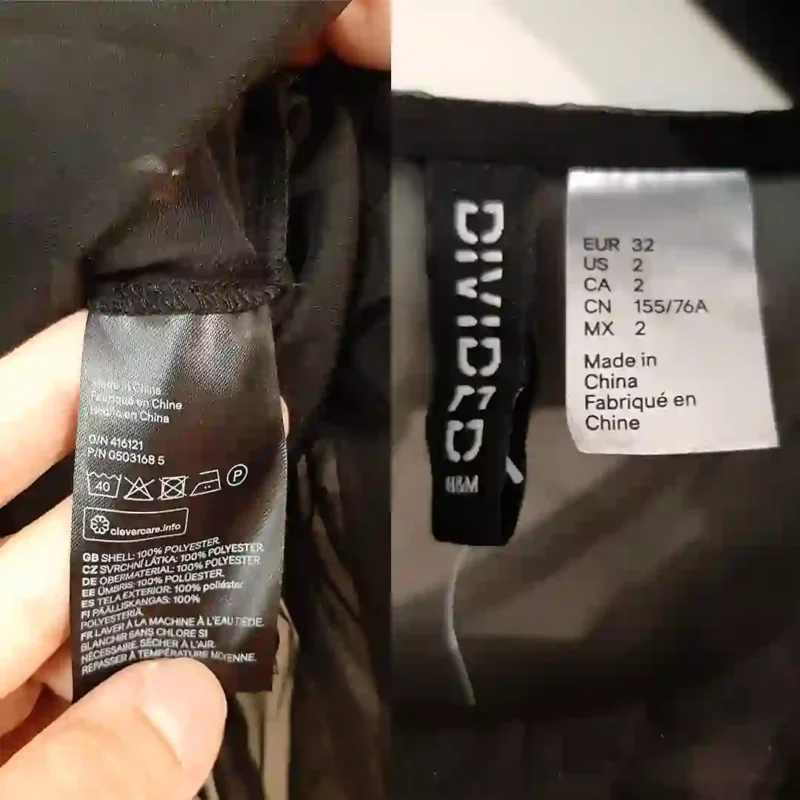 Made in China
Fabriqué en Chine
Hecho en China
O/N 416121
P/N 0503168 5
40
P
clevercare.info
GB SHELL: 100% POLYESTER.
CZ SVRCHNÍ LÁTKA: 100% POLYESTER
DE OBERMATERIAL: 100% POLYESTER
EE ÜMBRIS: 100% POLÜESTER.
ES TELA EXTERIOR: 100% poliéster
FI PÄÄLLISKANGAS: 100%
POLYESTERIÄ.
FR LAVER À LA MACHINE À L'EAU TIÈDE.
BLANCHIR SANS CHLORE SI
NÉCESSAIRE. SÉCHER À L'AIR.
REPASSER À TEMPÉRATURE MOYENNE.
DIVIDED
H&M
EUR 32
US 2
CA 2
CN 155/76A
MX 2
Made in
China
Fabriqué en
Chine